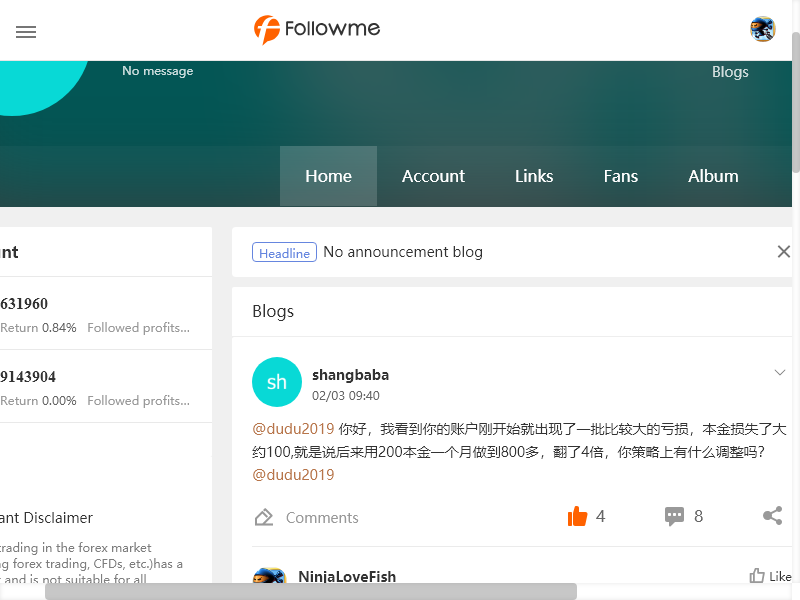 Followme
No message
Blogs
Home Account Links Fans Album
nt
Headline No announcement blog
631960
Return 0.84% Followed profits...
9143904
Return 0.00% Followed profits...
ant Disclaimer
trading in the forex market
ng forex trading, CFDs, etc.)has a
and is not suitable for all
Blogs
sh
shangbaba
02/03 09:40
@dudu2019 你好，我看到你的账户刚开始就出现了一批比较大的亏损，本金损失了大
约100,就是说后来用200本金一个月做到800多，翻了4倍，你策略上有什么调整吗？
@dudu2019
Comments 4 8
NinjaLoveFish Like